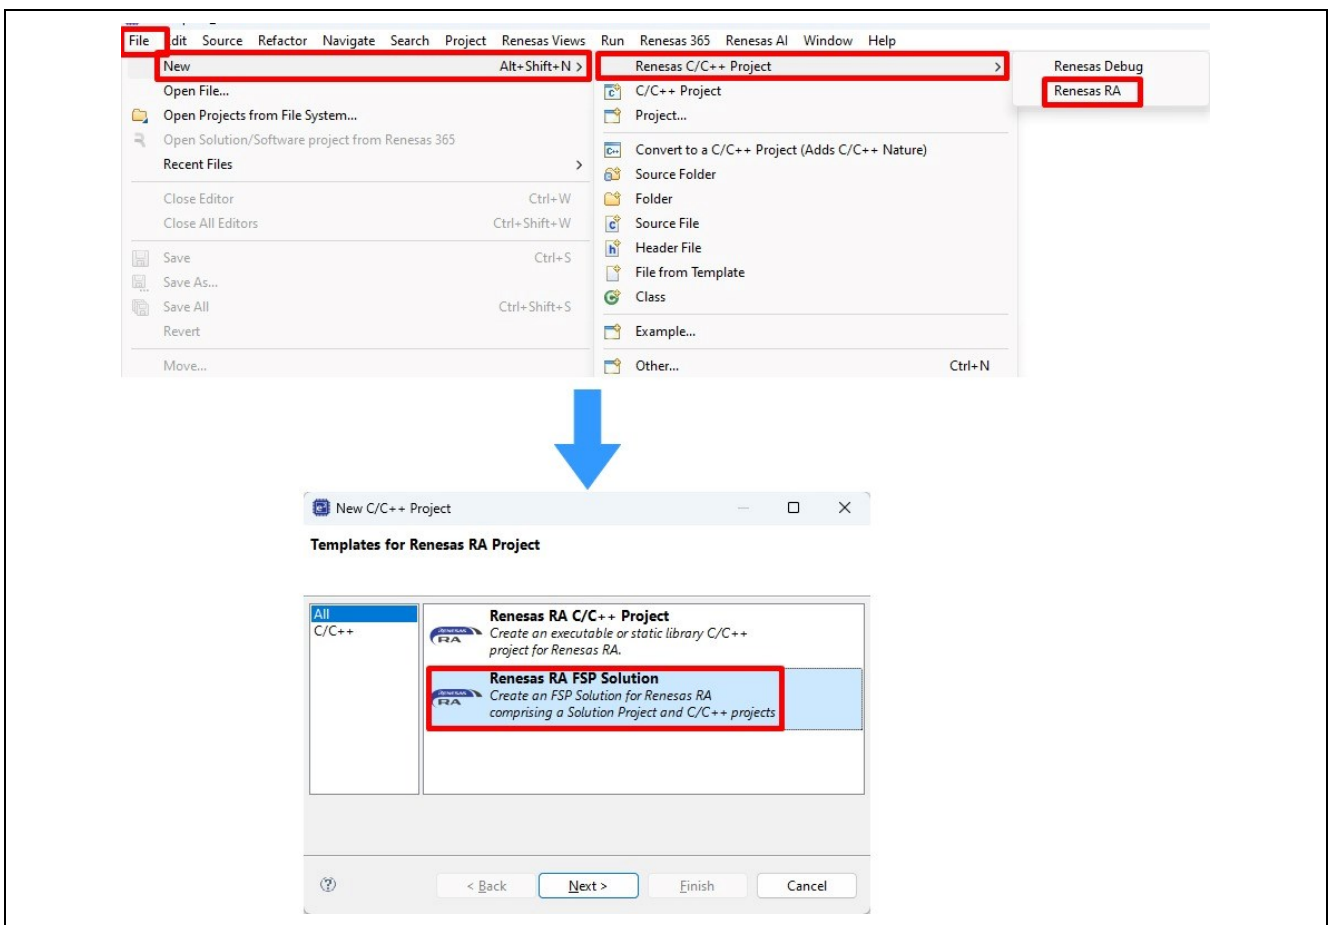 File Edit Source Refactor Navigate Search Project Renesas Views Run Renesas 365 Renesas AI Window Help
New Alt+Shift+N >
Open File...
Open Projects from File System...
Open Solution/Software project from Renesas 365
Recent Files >
Close Editor Ctrl+W
Close All Editors Ctrl+Shift+W
Save Ctrl+S
Save As...
Save All Ctrl+Shift+S
Revert
Move...
Renesas C/C++ Project >
C/C++ Project
Project...
Convert to a C/C++ Project (Adds C/C++ Nature)
Source Folder
Folder
Source File
Header File
File from Template
Class
Example...
Other... Ctrl+N
Renesas Debug
Renesas RA
New C/C++ Project
Templates for Renesas RA Project
All
C/C++
RENESAS
RA
Renesas RA C/C++ Project
Create an executable or static library C/C++
project for Renesas RA.
RENESAS
RA
Renesas RA FSP Solution
Create an FSP Solution for Renesas RA
comprising a Solution Project and C/C++ projects
< Back Next > Finish Cancel